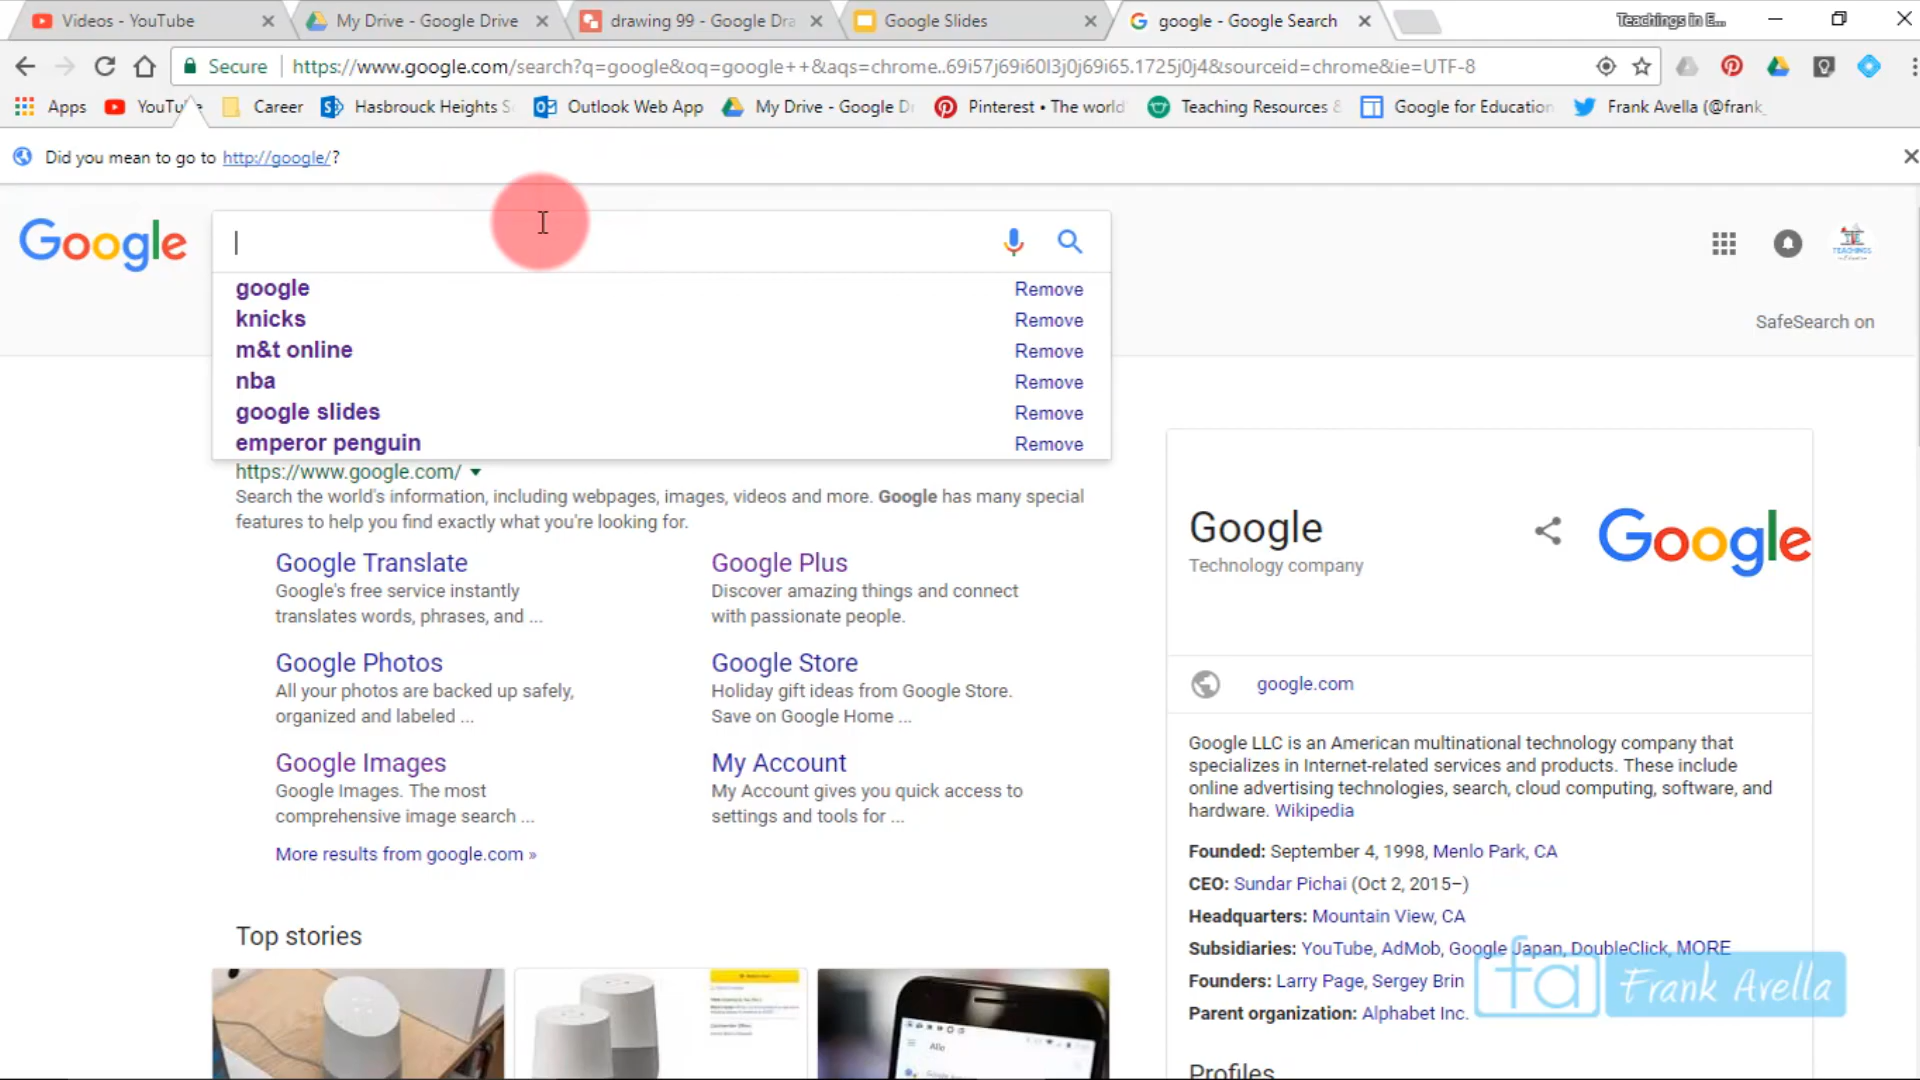 Videos - YouTube
My Drive - Google Drive
drawing 99 - Google Dra
Google Slides
google - Google Search
Teachings in E...
Secure
https://www.google.com/search?q=google&oq=google++&aqs=chrome..69i57j69i60l3j0j69i65.1725j0j4&sourceid=chrome&ie=UTF-8
Apps
YouTu
Career
Hasbrouck Heights S
Outlook Web App
My Drive - Google Dr
Pinterest • The world
Teaching Resources &
Google for Education
Frank Avella (@frank_
Did you mean to go to http://google/?
Google
google Remove
knicks Remove
m&t online Remove
nba Remove
google slides Remove
emperor penguin Remove
TEACHINGS
SafeSearch on
https://www.google.com/
Search the world's information, including webpages, images, videos and more. Google has many special
features to help you find exactly what you're looking for.
Google Translate
Google's free service instantly
translates words, phrases, and ...
Google Plus
Discover amazing things and connect
with passionate people.
Google Photos
All your photos are backed up safely,
organized and labeled ...
Google Store
Holiday gift ideas from Google Store.
Save on Google Home ...
Google Images
Google Images. The most
comprehensive image search ...
My Account
My Account gives you quick access to
settings and tools for ...
More results from google.com »
Top stories
Allo
Google
Technology company
Google
google.com
Google LLC is an American multinational technology company that
specializes in Internet-related services and products. These include
online advertising technologies, search, cloud computing, software, and
hardware. Wikipedia
Founded: September 4, 1998, Menlo Park, CA
CEO: Sundar Pichai (Oct 2, 2015–)
Headquarters: Mountain View, CA
Subsidiaries: YouTube, AdMob, Google Japan, DoubleClick, MORE
Founders: Larry Page, Sergey Brin
Parent organization: Alphabet Inc.
Profiles
fa Frank Avella